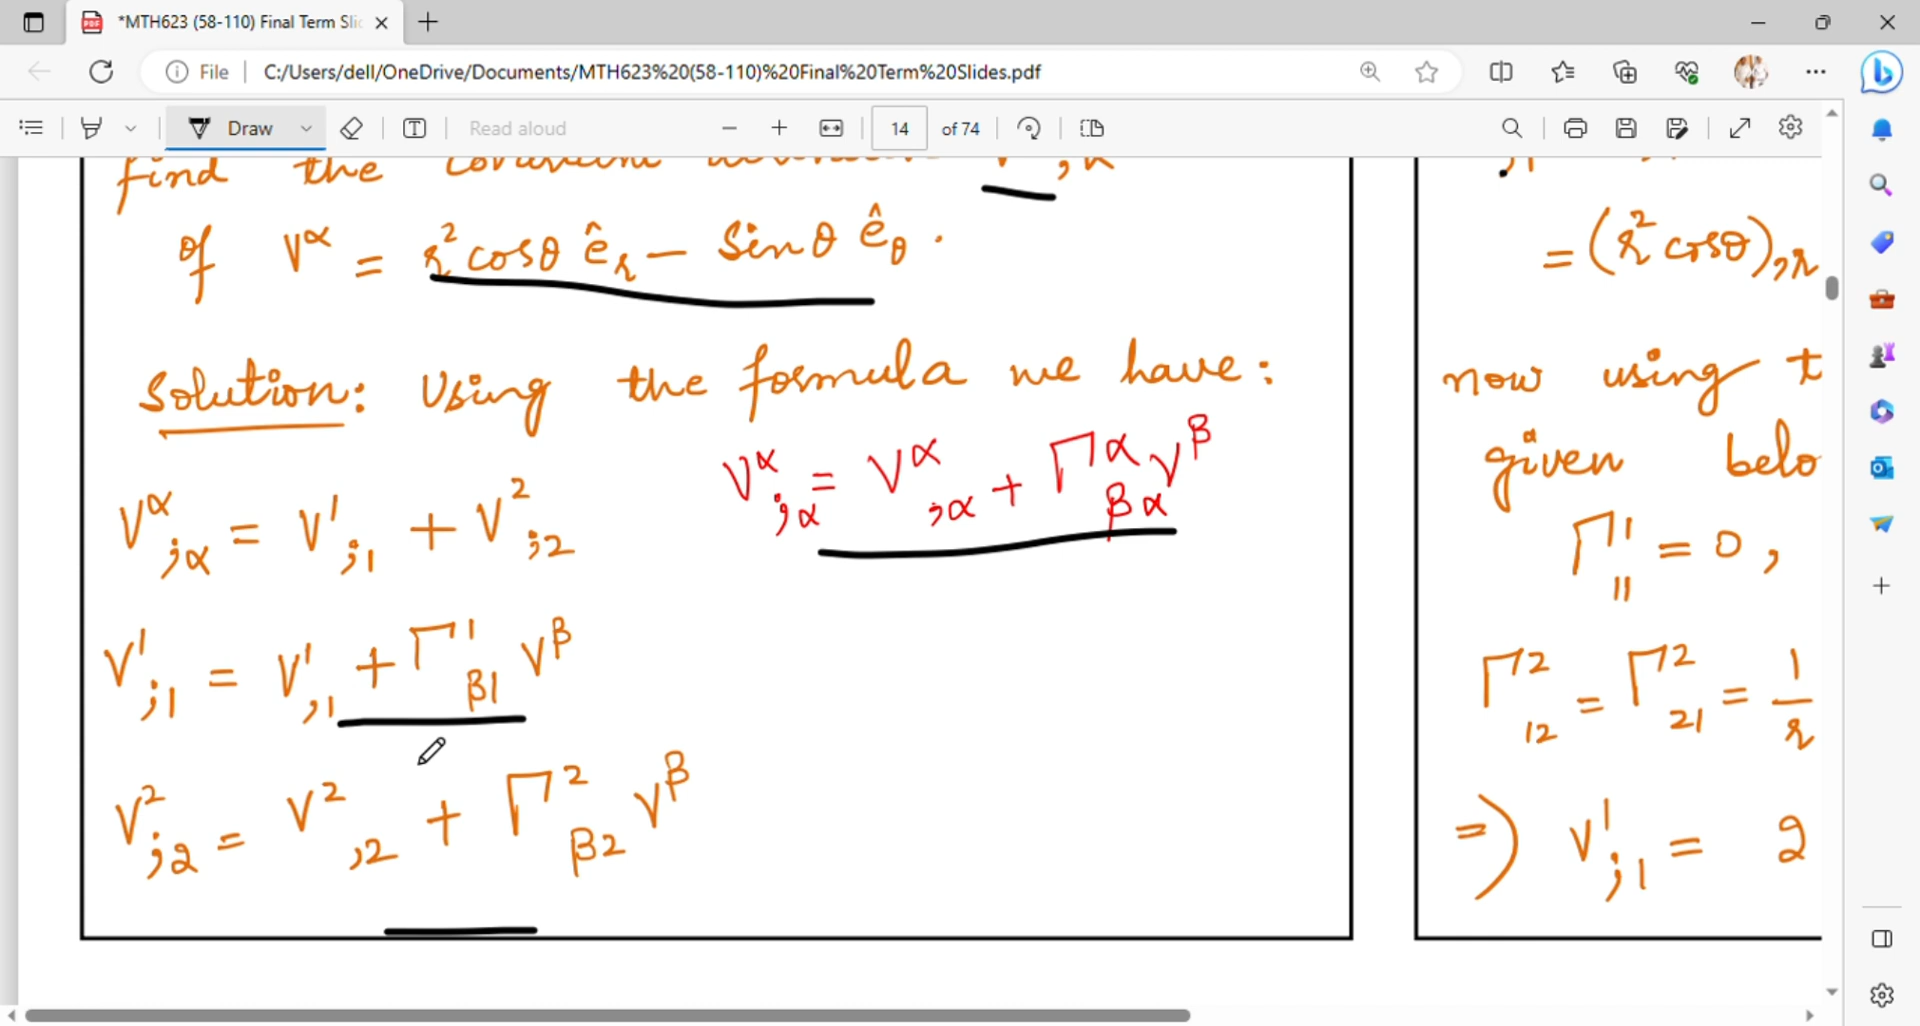 *MTH623 (58-110) Final Term Slid
File
C:/Users/dell/OneDrive/Documents/MTH623%20(58-110)%20Final%20Term%20Slides.pdf
Draw
Read aloud
14 of 74
find the
of V^α = r² cosθ ê_r − Sinθ ê_θ .
Solution: Using the formula we have:
V^α_;α = V^α_,α + Γ^α_βα V^β
V^α_;α = V^1_;1 + V^2_;2
V^1_;1 = V^1_,1 + Γ^1_β1 V^β
V^2_;2 = V^2_,2 + Γ^2_β2 V^β
= (r² cosθ),r
now using t
given belo
Γ^1_11 = 0 ,
Γ^2_12 = Γ^2_21 = 1/r
⇒) V^1_;1 = 2